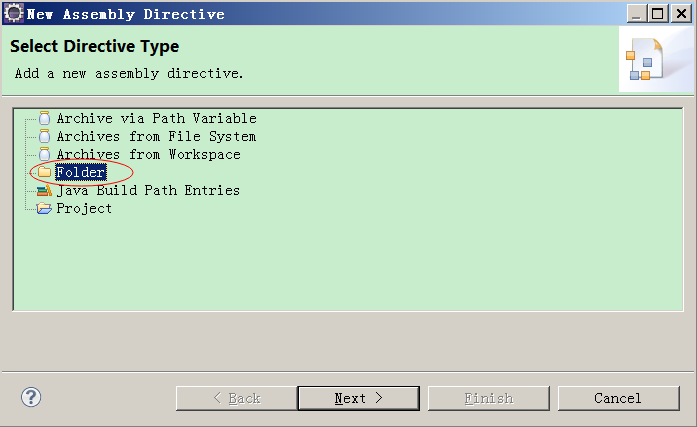 New Assembly Directive
Select Directive Type
Add a new assembly directive.
Archive via Path Variable
Archives from File System
Archives from Workspace
Folder
Java Build Path Entries
Project
? < Back Next > Finish Cancel